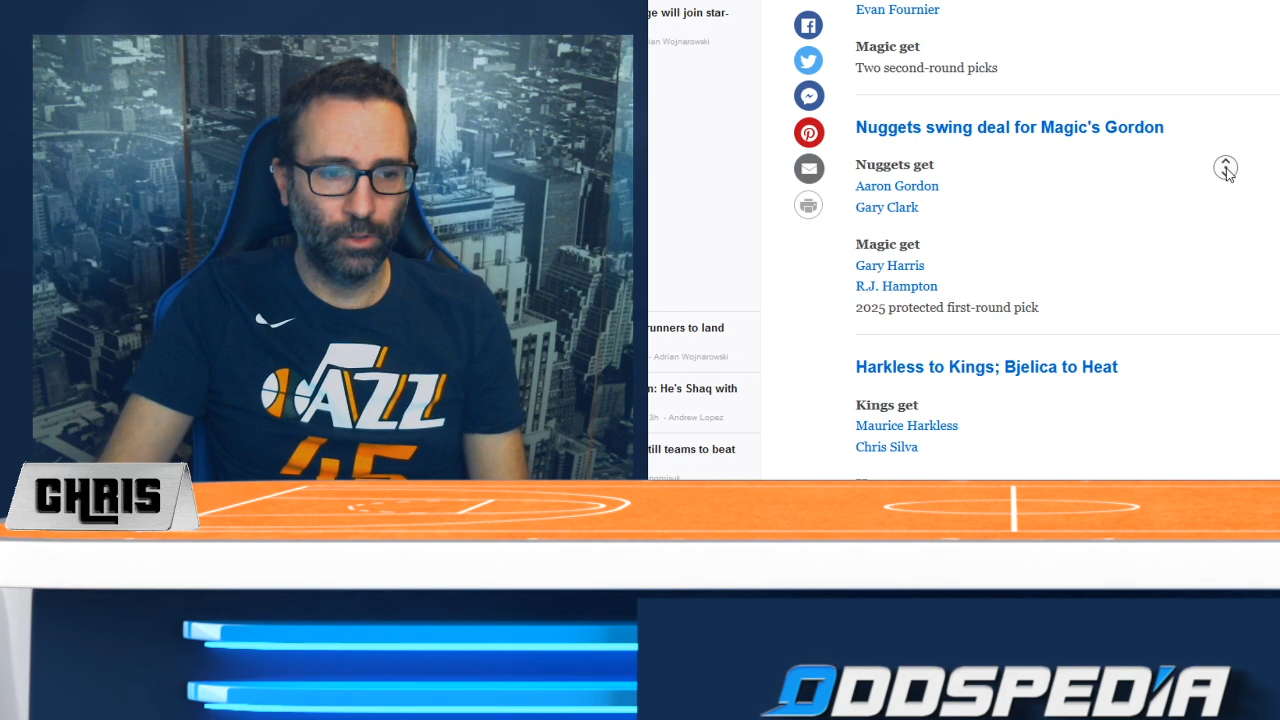 ge will join star-
ian Wojnarowski
runners to land
- Adrian Wojnarowski
n: He's Shaq with
3h - Andrew Lopez
till teams to beat
Evan Fournier
Magic get
Two second-round picks
Nuggets swing deal for Magic's Gordon
Nuggets get
Aaron Gordon
Gary Clark
Magic get
Gary Harris
R.J. Hampton
2025 protected first-round pick
Harkless to Kings; Bjelica to Heat
Kings get
Maurice Harkless
Chris Silva
JAZZ
45
CHRIS
ODDSPEDIA